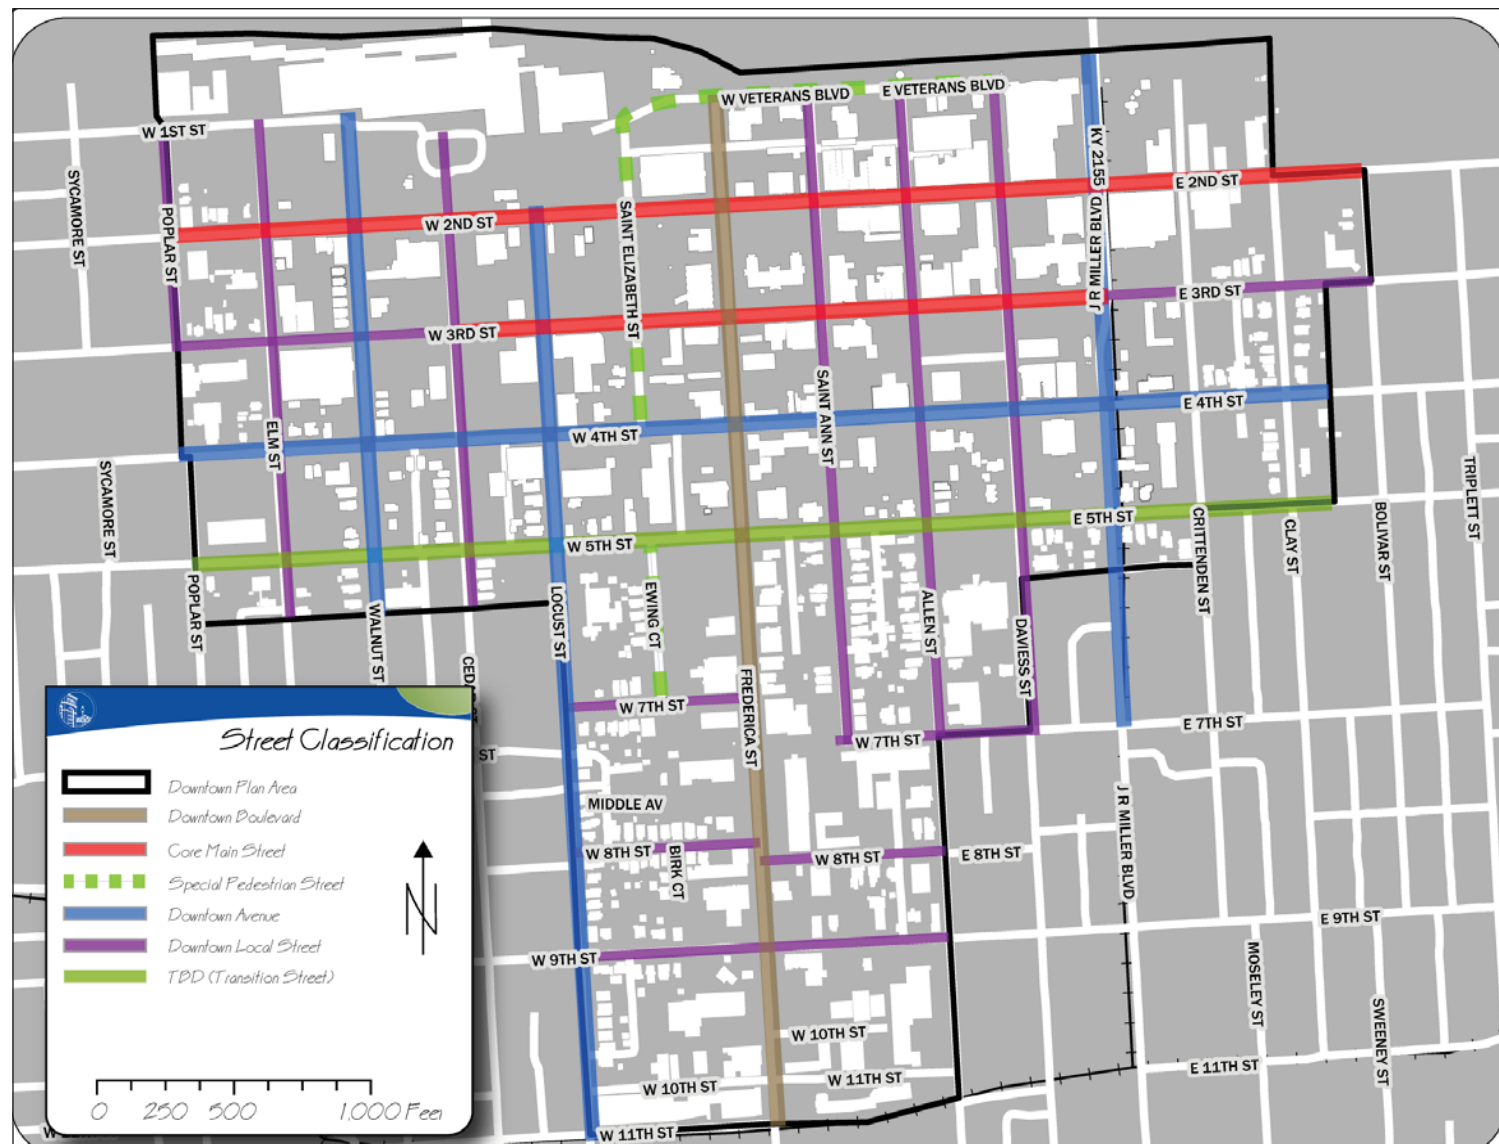 W VETERANS BLVD
E VETERANS BLVD
W 1ST ST
KY 2155
SYCAMORE ST
POPLAR ST
W 2ND ST
SAINT ELIZABETH ST
J R MILLER BLVD
E 2ND ST
W 3RD ST
E 3RD ST
ELM ST
W 4TH ST
SAINT ANN ST
E 4TH ST
SYCAMORE ST
TRIPLETT ST
W 5TH ST
E 5TH ST
CRITTENDEN ST
CLAY ST
BOLIVAR ST
POPLAR ST
WALNUT ST
LOCUST ST
EWING CT
ALLEN ST
DAVIESS ST
FREDERICA ST
W 7TH ST
W 7TH ST
E 7TH ST
ST
MIDDLE AV
J R MILLER BLVD
W 8TH ST
BIRK CT
W 8TH ST
E 8TH ST
E 9TH ST
W 9TH ST
MOSELEY ST
SWEENEY ST
W 10TH ST
W 10TH ST
W 11TH ST
E 11TH ST
W 11TH ST
Street Classification
Downtown Plan Area
Downtown Boulevard
Core Main Street
Special Pedestrian Street
Downtown Avenue
Downtown Local Street
TBD (Transition Street)
N
0 250 500 1,000 Feet